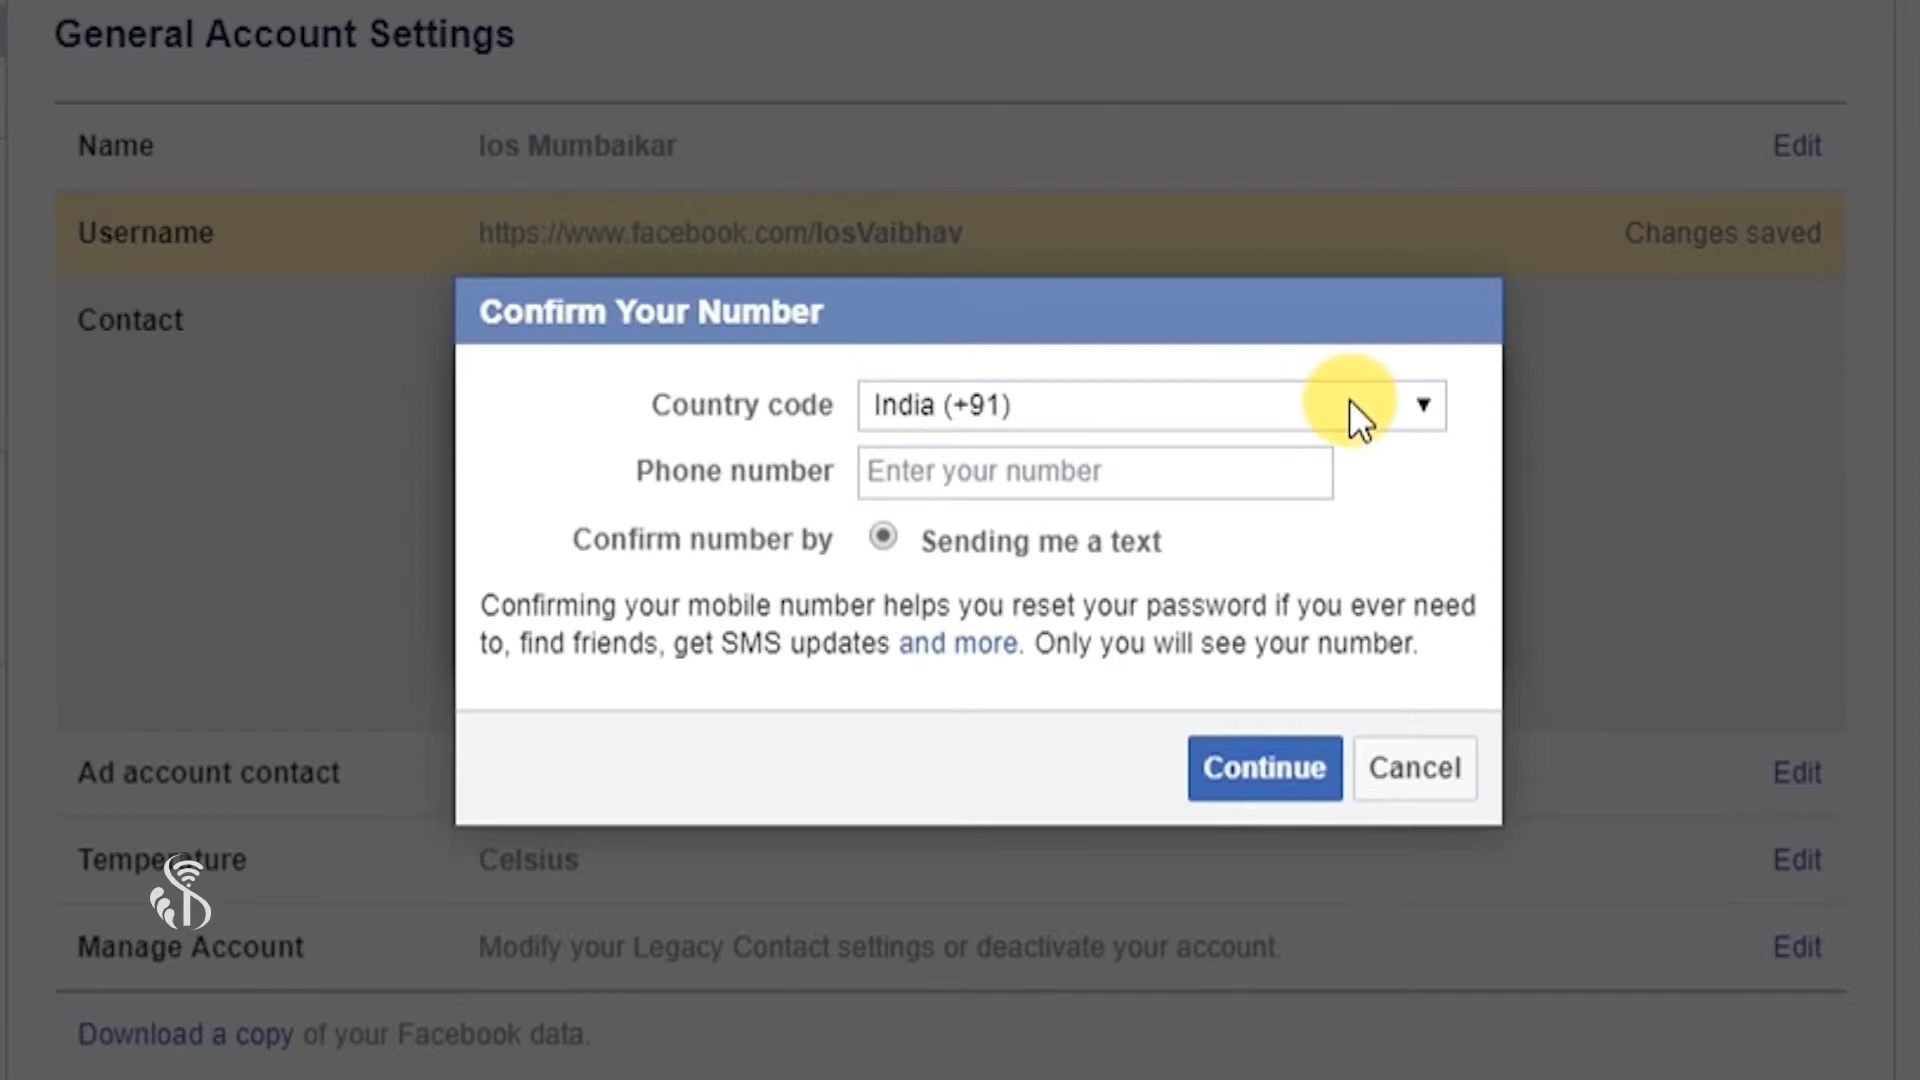 General Account Settings
Name Ios Mumbaikar Edit
Username https://www.facebook.com/IosVaibhav Changes saved
Contact
Confirm Your Number
Country code India (+91) ▼
Phone number Enter your number
Confirm number by Sending me a text
Confirming your mobile number helps you reset your password if you ever need
to, find friends, get SMS updates and more. Only you will see your number.
Continue Cancel
Ad account contact Edit
Temperature Celsius Edit
Manage Account Modify your Legacy Contact settings or deactivate your account. Edit
Download a copy of your Facebook data.